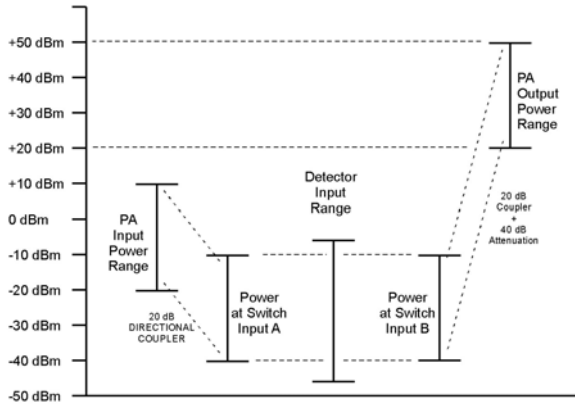 +50 dBm
+40 dBm
+30 dBm
+20 dBm
+10 dBm
0 dBm
-10 dBm
-20 dBm
-30 dBm
-40 dBm
-50 dBm
PA
Input
Power
Range
20 dB
DIRECTIONAL
COUPLER
Power
at Switch
Input A
Detector
Input
Range
Power
at Switch
Input B
PA
Output
Power
Range
20 dB
Coupler
+
40 dB
Attenuation